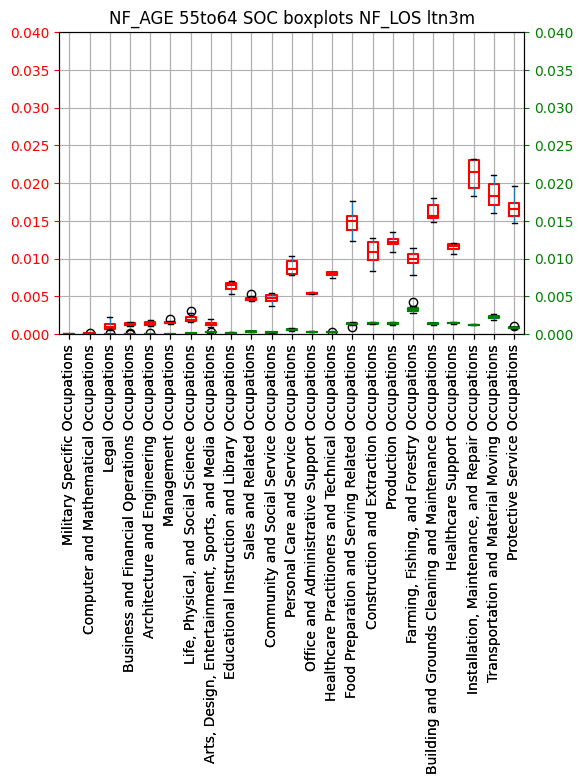 NF_AGE 55to64 SOC boxplots NF_LOS ltn3m
0.040
0.035
0.030
0.025
0.020
0.015
0.010
0.005
0.000
0.040
0.035
0.030
0.025
0.020
0.015
0.010
0.005
0.000
Military Specific Occupations
Computer and Mathematical Occupations
Legal Occupations
Business and Financial Operations Occupations
Architecture and Engineering Occupations
Management Occupations
Life, Physical, and Social Science Occupations
Arts, Design, Entertainment, Sports, and Media Occupations
Educational Instruction and Library Occupations
Sales and Related Occupations
Community and Social Service Occupations
Personal Care and Service Occupations
Office and Administrative Support Occupations
Healthcare Practitioners and Technical Occupations
Food Preparation and Serving Related Occupations
Construction and Extraction Occupations
Production Occupations
Farming, Fishing, and Forestry Occupations
Building and Grounds Cleaning and Maintenance Occupations
Healthcare Support Occupations
Installation, Maintenance, and Repair Occupations
Transportation and Material Moving Occupations
Protective Service Occupations